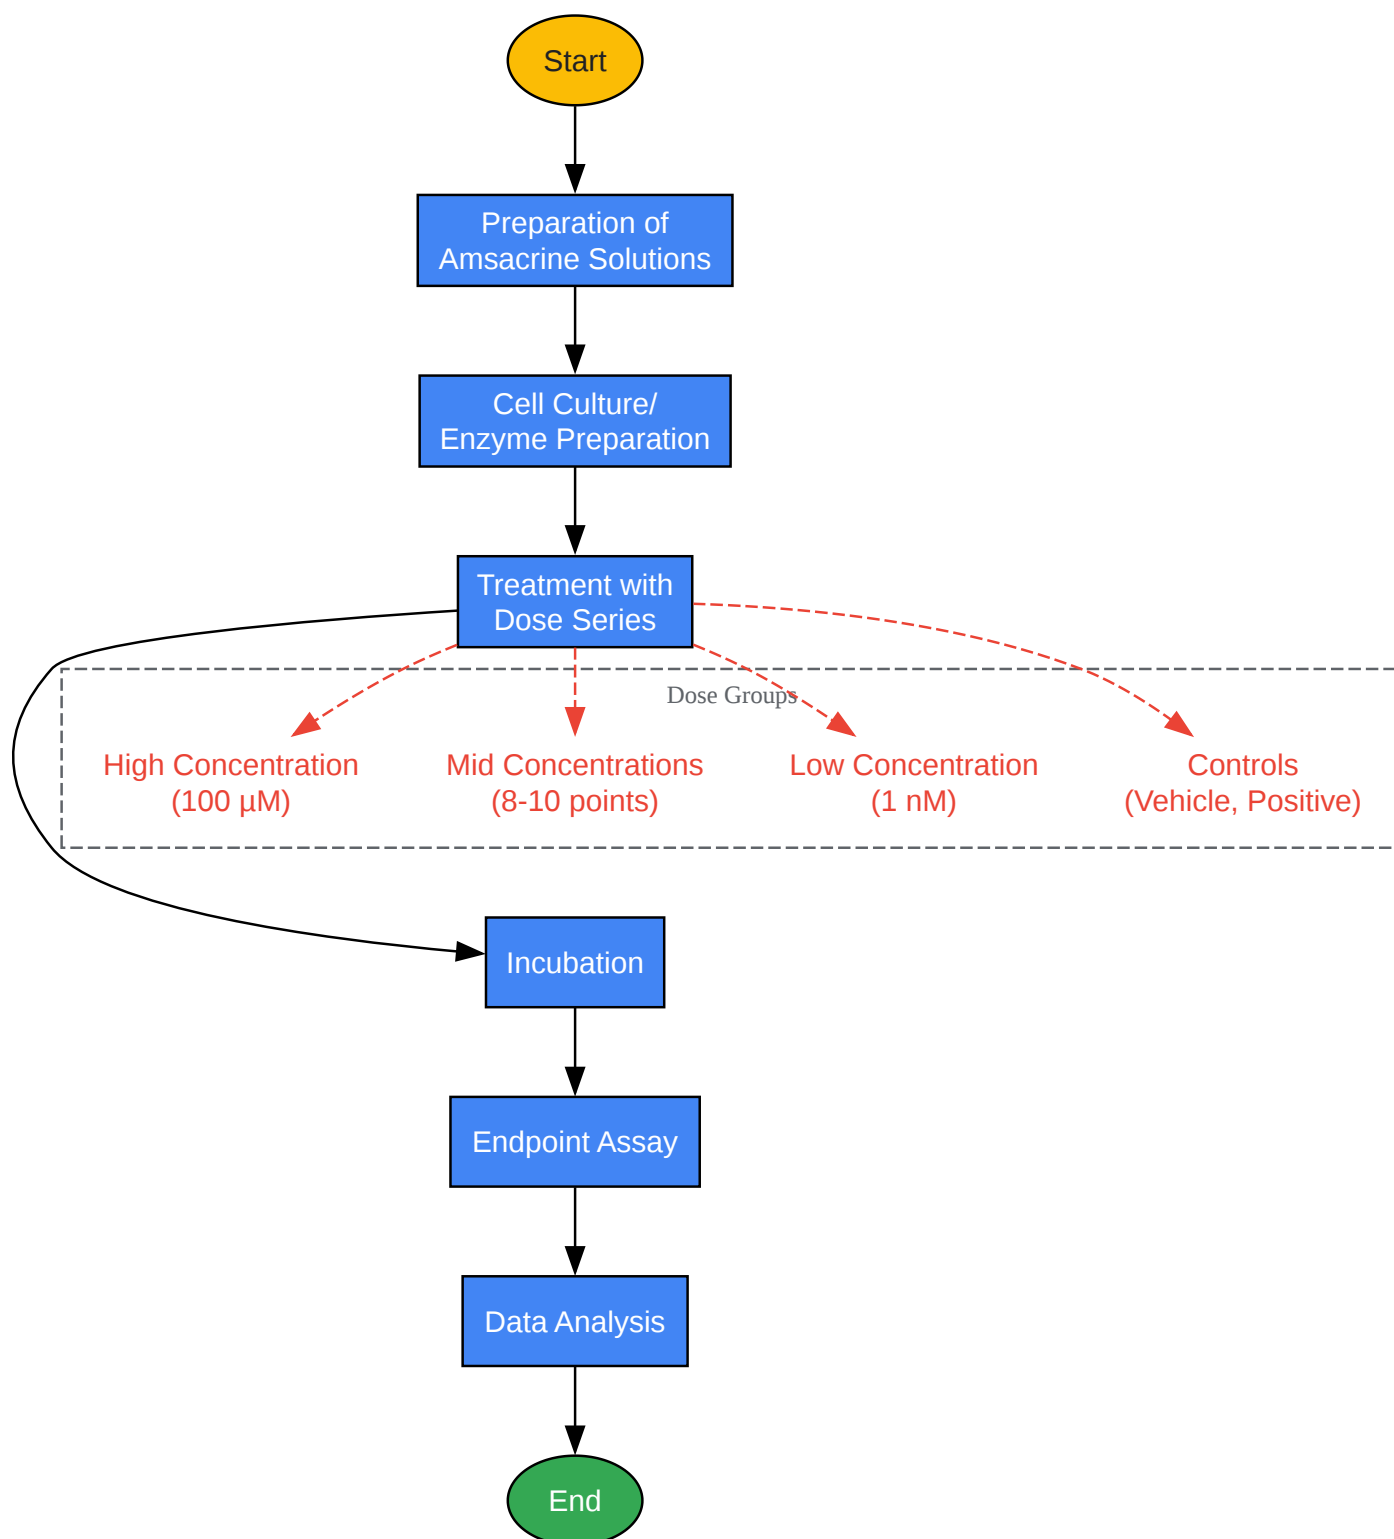 Start
Preparation of
Amsacrine Solutions
Cell Culture/
Enzyme Preparation
Treatment with
Dose Series
Dose Groups
High Concentration
(100 µM)
Mid Concentrations
(8-10 points)
Low Concentration
(1 nM)
Controls
(Vehicle, Positive)
Incubation
Endpoint Assay
Data Analysis
End